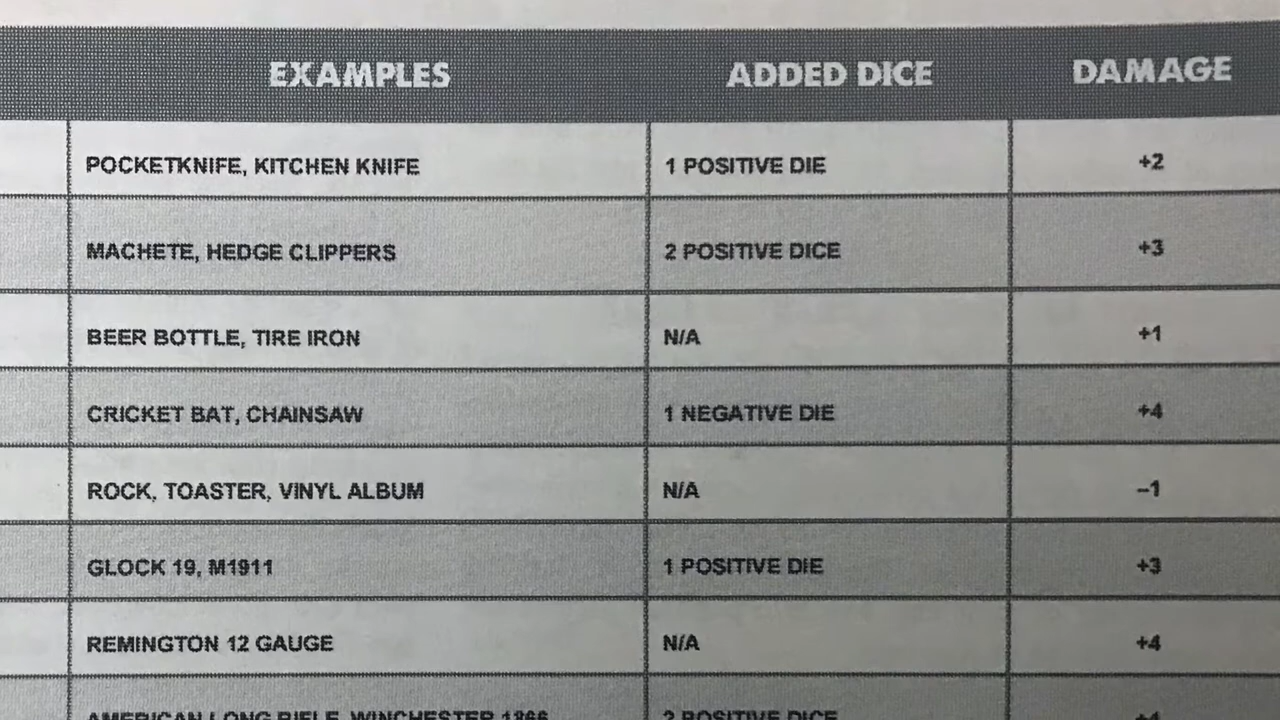 EXAMPLES ADDED DICE DAMAGE
POCKETKNIFE, KITCHEN KNIFE 1 POSITIVE DIE +2
MACHETE, HEDGE CLIPPERS 2 POSITIVE DICE +3
BEER BOTTLE, TIRE IRON N/A +1
CRICKET BAT, CHAINSAW 1 NEGATIVE DIE +4
ROCK, TOASTER, VINYL ALBUM N/A –1
GLOCK 19, M1911 1 POSITIVE DIE +3
REMINGTON 12 GAUGE N/A +4
AMERICAN LONG RIFLE, WINCHESTER 1866 2 POSITIVE DICE +4